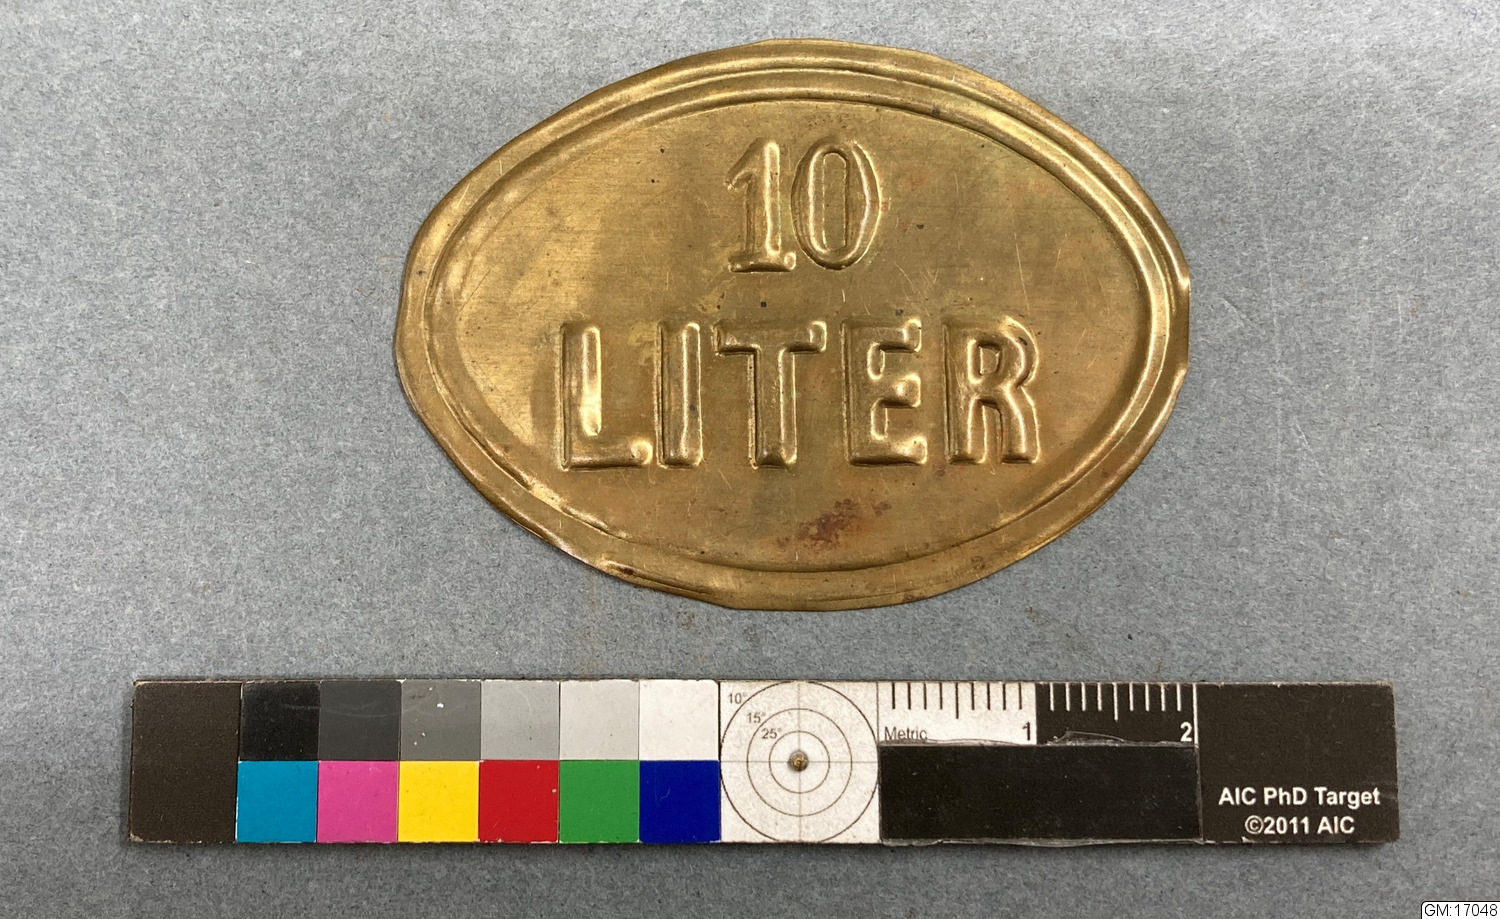 10
LITER
10°
15°
25°
Metric
1
2
AIC PhD Target
©2011 AIC
GM:17048